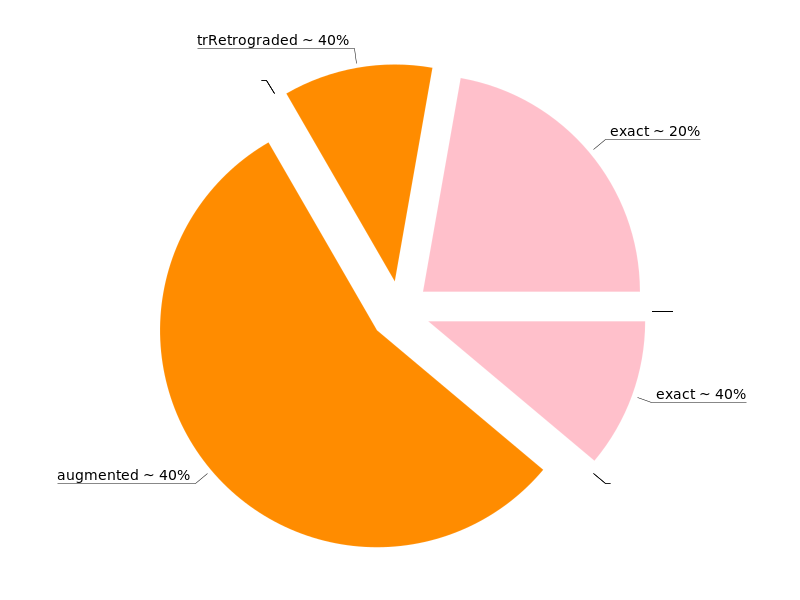 trRetrograded ~ 40%
exact ~ 20%
exact ~ 40%
augmented ~ 40%